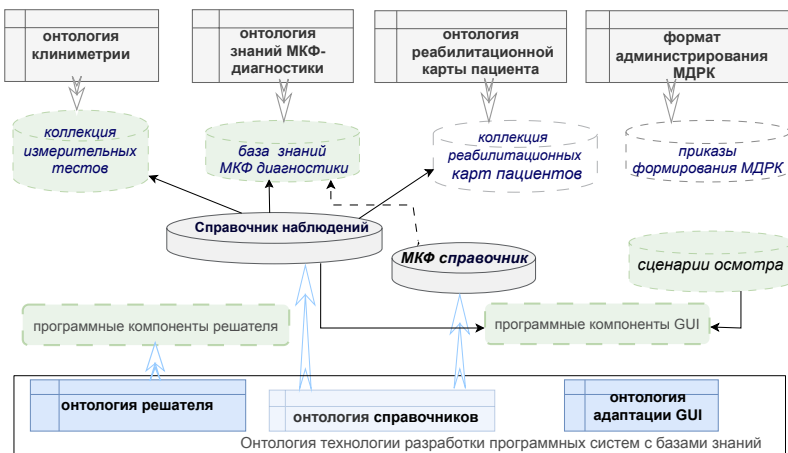 онтология
клиниметрии
онтология
знаний МКФ-
диагностики
онтология
реабилитационной
карты пациента
формат
администрирования
МДРК
коллекция
измерительных
тестов
база знаний
МКФ диагностики
коллекция
реабилитационных
карт пациентов
приказы
формирования МДРК
Справочник наблюдений
МКФ справочник
сценарии осмотра
программные компоненты решателя
программные компоненты GUI
онтология решателя
онтология справочников
онтология
адаптации GUI
Онтология технологии разработки программных систем с базами знаний